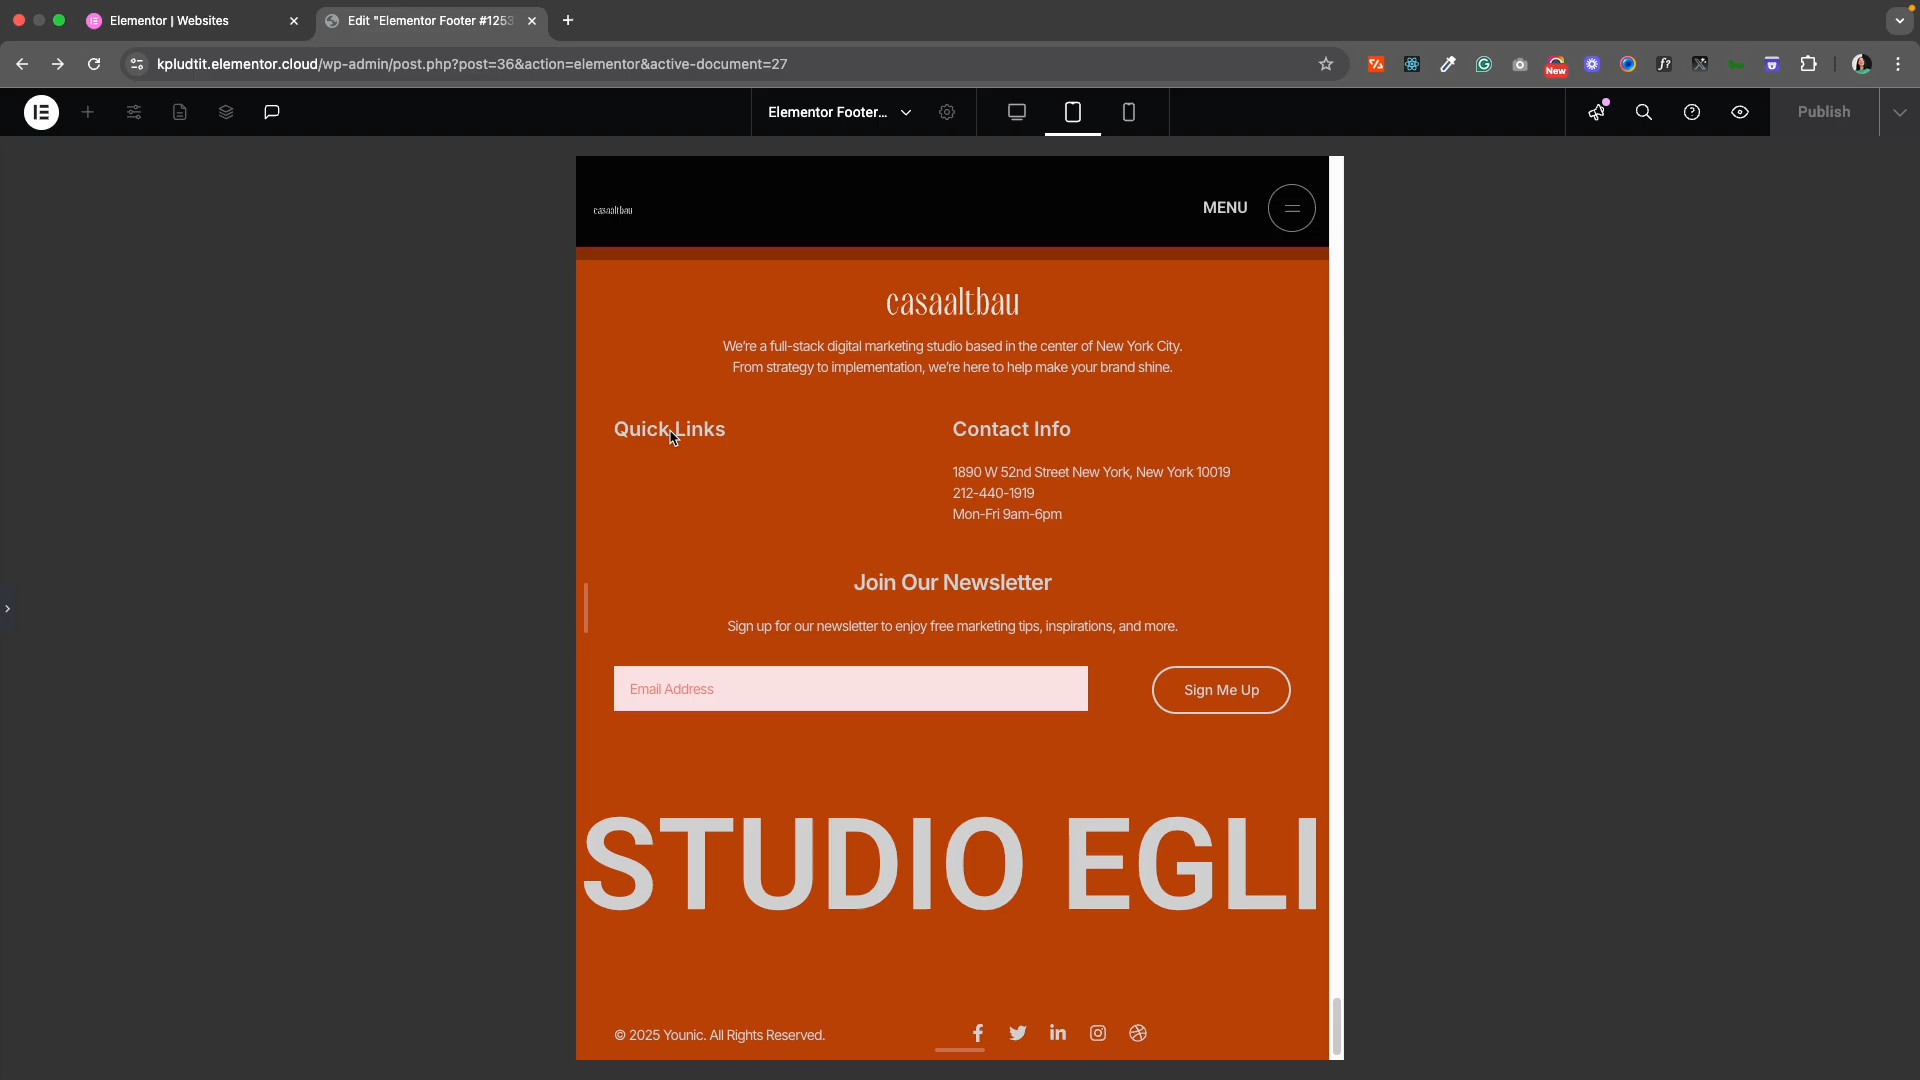 Elementor | Websites
Edit "Elementor Footer #1253
kpludtit.elementor.cloud/wp-admin/post.php?post=36&action=elementor&active-document=27
New
Elementor Footer...
Publish
casaaltbau
MENU
casaaltbau
We're a full-stack digital marketing studio based in the center of New York City.
From strategy to implementation, we're here to help make your brand shine.
Quick Links
Contact Info
1890 W 52nd Street New York, New York 10019
212-440-1919
Mon-Fri 9am-6pm
Join Our Newsletter
Sign up for our newsletter to enjoy free marketing tips, inspirations, and more.
Email Address
Sign Me Up
STUDIO EGLI
© 2025 Younic. All Rights Reserved.